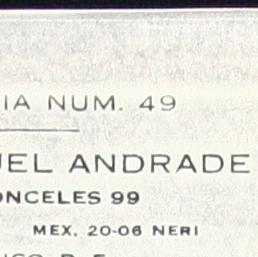 IA NUM. 49
UEL ANDRADE
ONCELES 99
MEX. 20-06 NERI